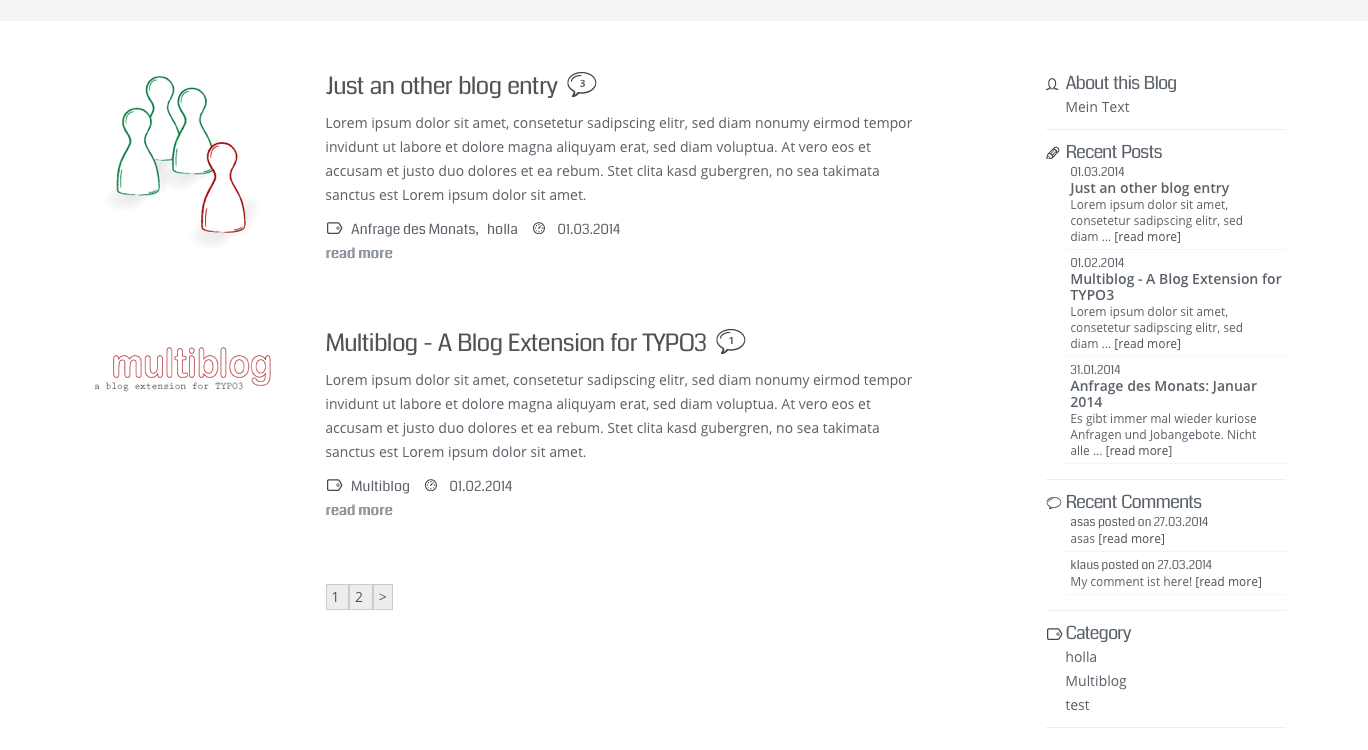 Just an other blog entry 3
Lorem ipsum dolor sit amet, consetetur sadipscing elitr, sed diam nonumy eirmod tempor
invidunt ut labore et dolore magna aliquyam erat, sed diam voluptua. At vero eos et
accusam et justo duo dolores et ea rebum. Stet clita kasd gubergren, no sea takimata
sanctus est Lorem ipsum dolor sit amet.
Anfrage des Monats, holla 01.03.2014
read more
multiblog
a blog extension for TYPO3
Multiblog - A Blog Extension for TYPO3 1
Lorem ipsum dolor sit amet, consetetur sadipscing elitr, sed diam nonumy eirmod tempor
invidunt ut labore et dolore magna aliquyam erat, sed diam voluptua. At vero eos et
accusam et justo duo dolores et ea rebum. Stet clita kasd gubergren, no sea takimata
sanctus est Lorem ipsum dolor sit amet.
Multiblog 01.02.2014
read more
1 2 >
About this Blog
Mein Text
Recent Posts
01.03.2014
Just an other blog entry
Lorem ipsum dolor sit amet,
consetetur sadipscing elitr, sed
diam ... [read more]
01.02.2014
Multiblog - A Blog Extension for
TYPO3
Lorem ipsum dolor sit amet,
consetetur sadipscing elitr, sed
diam ... [read more]
31.01.2014
Anfrage des Monats: Januar
2014
Es gibt immer mal wieder kuriose
Anfragen und Jobangebote. Nicht
alle ... [read more]
Recent Comments
asas posted on 27.03.2014
asas [read more]
klaus posted on 27.03.2014
My comment ist here! [read more]
Category
holla
Multiblog
test